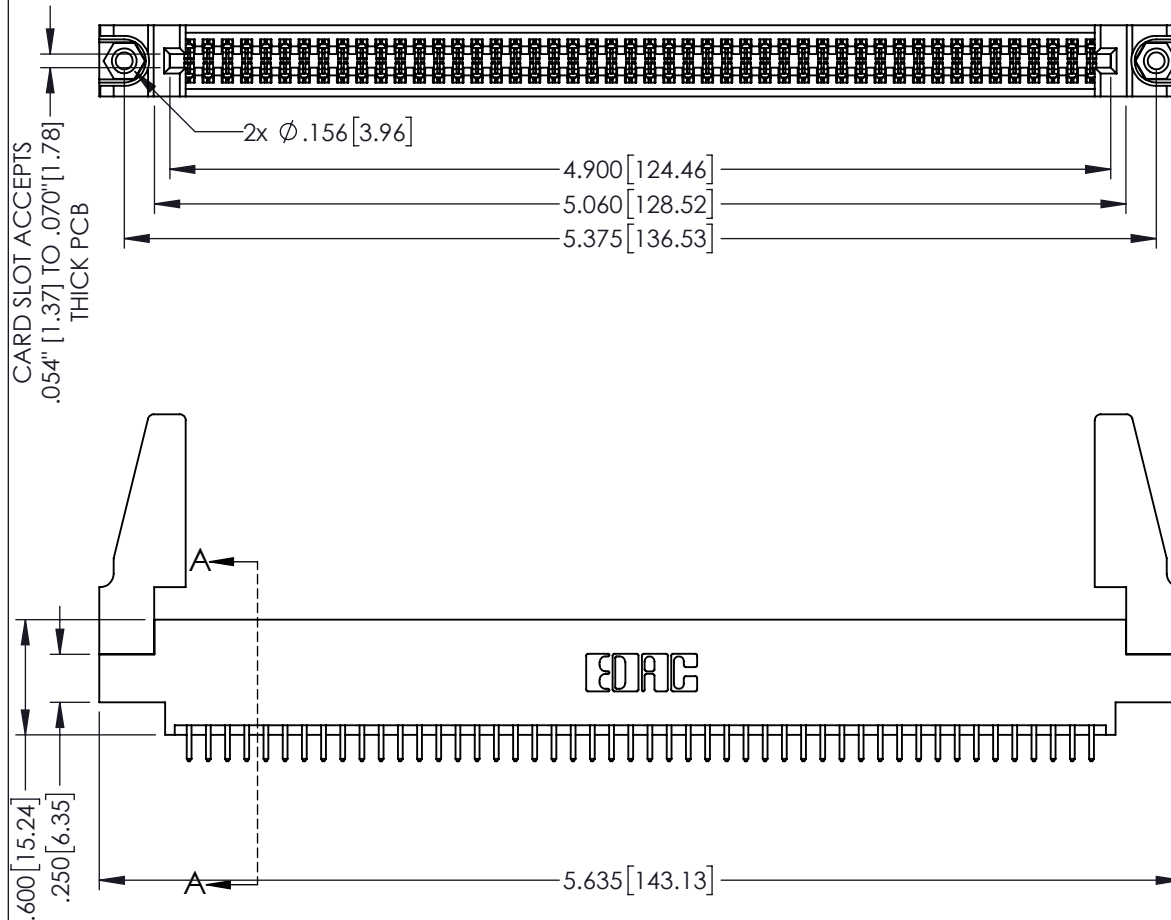 2x Ø .156[3.96]
4.900[124.46]
5.060[128.52]
5.375[136.53]
CARD SLOT ACCEPTS
.054" [1.37] TO .070"[1.78]
THICK PCB
A
EDAC
.600[15.24]
.250[6.35]
A
5.635[143.13]